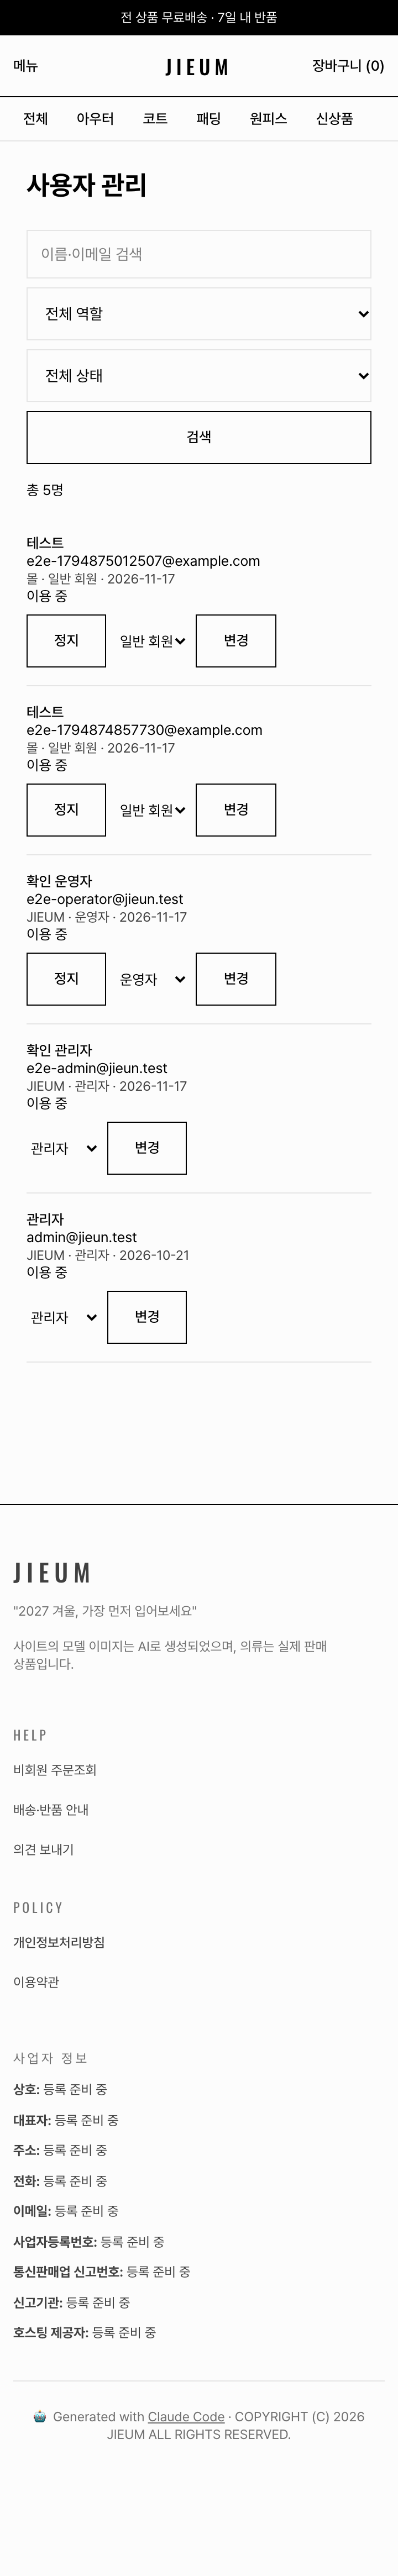 전 상품 무료배송 · 7일 내 반품
메뉴
JIEUM
장바구니 (0)
전체 아우터 코트 패딩 원피스 신상품
사용자 관리
이름·이메일 검색
전체 역할
전체 상태
검색
총 5명
테스트
e2e-1794875012507@example.com
몰 · 일반 회원 · 2026-11-17
이용 중
정지 일반 회원 변경
테스트
e2e-1794874857730@example.com
몰 · 일반 회원 · 2026-11-17
이용 중
정지 일반 회원 변경
확인 운영자
e2e-operator@jieun.test
JIEUM · 운영자 · 2026-11-17
이용 중
정지 운영자 변경
확인 관리자
e2e-admin@jieun.test
JIEUM · 관리자 · 2026-11-17
이용 중
관리자 변경
관리자
admin@jieun.test
JIEUM · 관리자 · 2026-10-21
이용 중
관리자 변경
JIEUM
"2027 겨울, 가장 먼저 입어보세요"
사이트의 모델 이미지는 AI로 생성되었으며, 의류는 실제 판매
상품입니다.
HELP
비회원 주문조회
배송·반품 안내
의견 보내기
POLICY
개인정보처리방침
이용약관
사업자 정보
상호: 등록 준비 중
대표자: 등록 준비 중
주소: 등록 준비 중
전화: 등록 준비 중
이메일: 등록 준비 중
사업자등록번호: 등록 준비 중
통신판매업 신고번호: 등록 준비 중
신고기관: 등록 준비 중
호스팅 제공자: 등록 준비 중
🤖 Generated with Claude Code · COPYRIGHT (C) 2026
JIEUM ALL RIGHTS RESERVED.